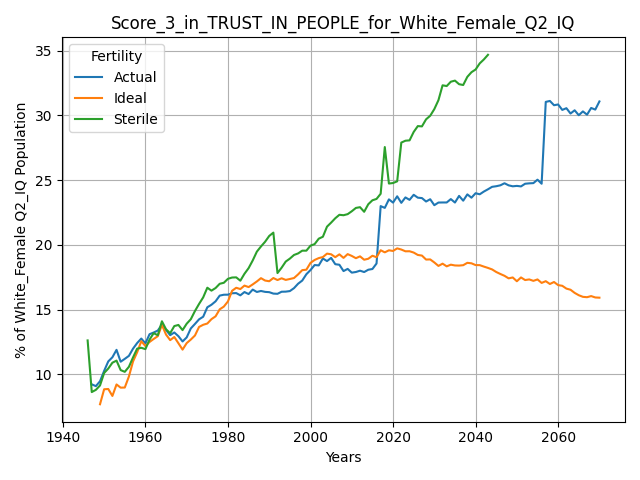 Score_3_in_TRUST_IN_PEOPLE_for_White_Female_Q2_IQ
Fertility
Actual
Ideal
Sterile
% of White_Female Q2_IQ Population
35
30
25
20
15
10
1940
1960
1980
2000
2020
2040
2060
Years